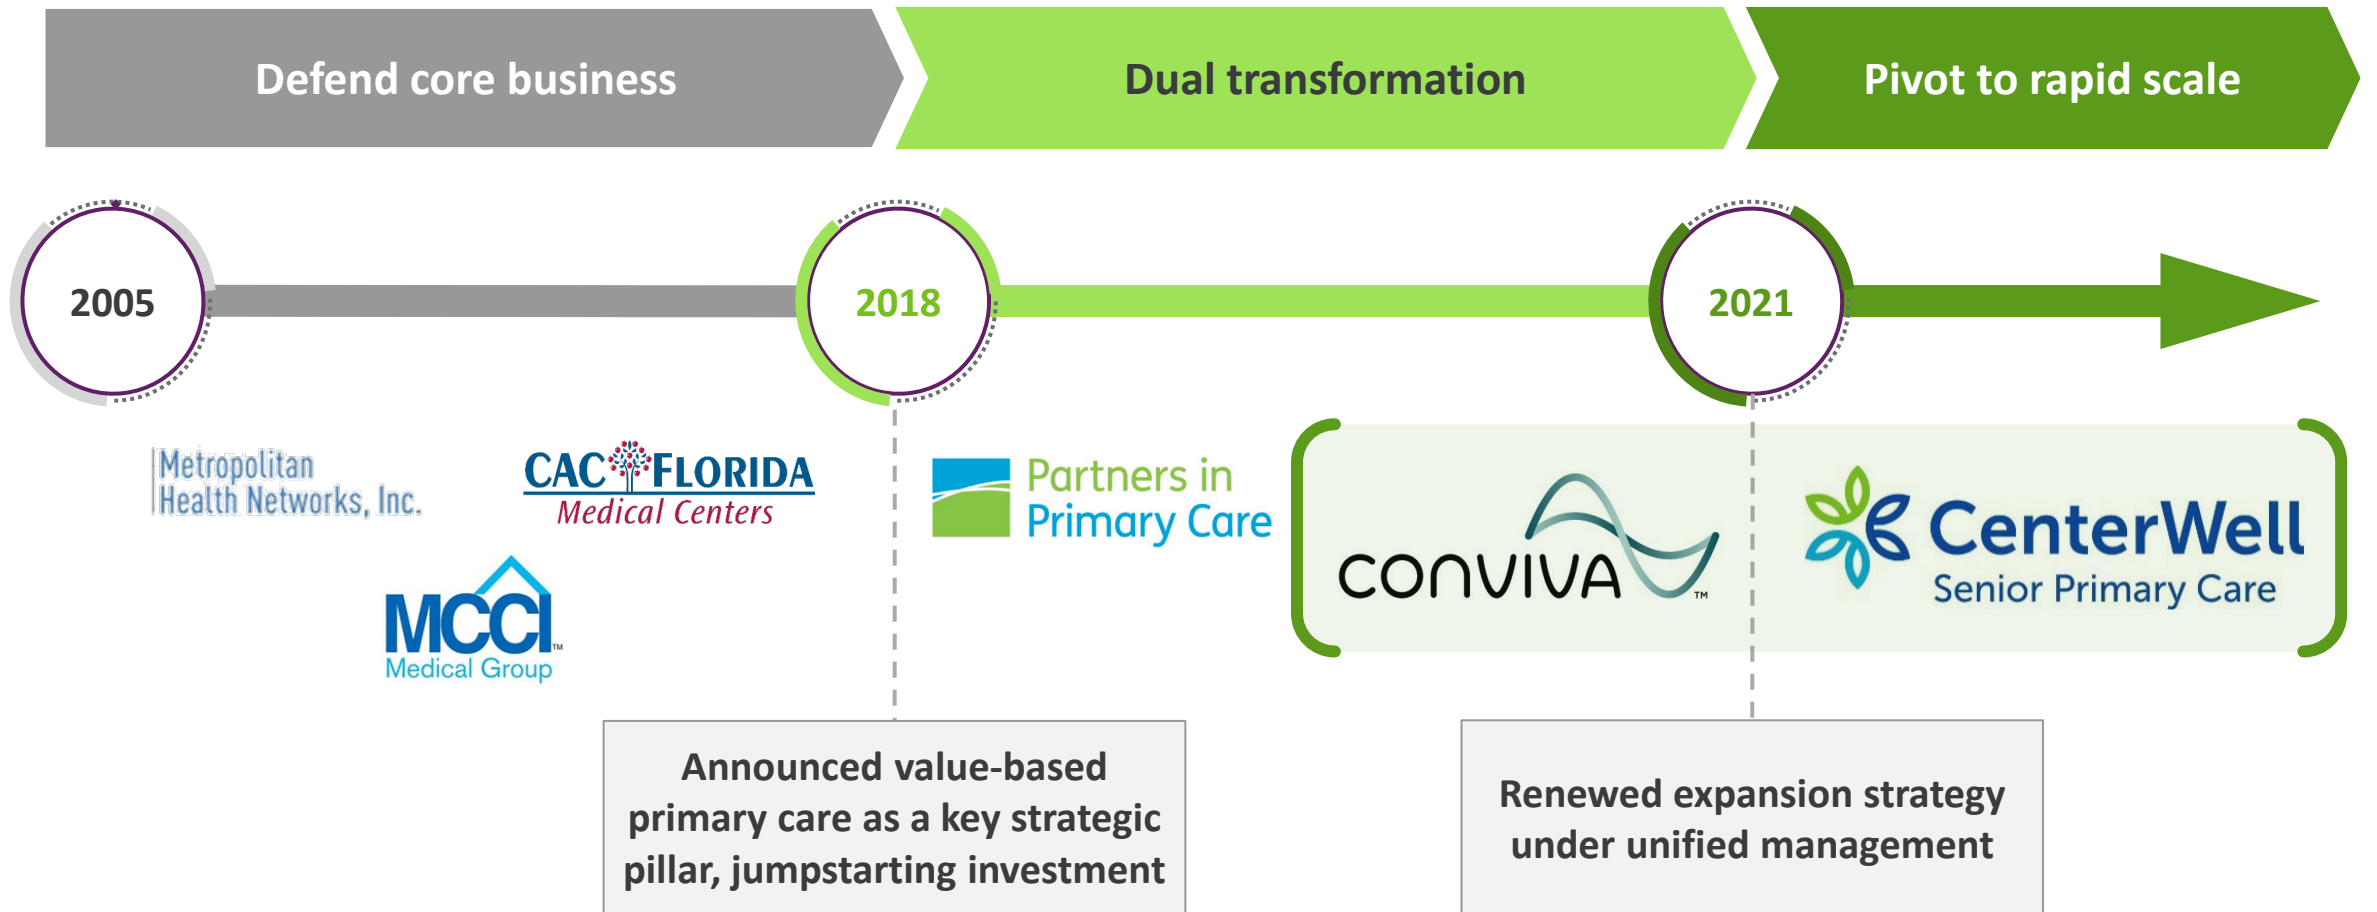 Defend core business
Dual transformation
Pivot to rapid scale
2005
2018
2021
Metropolitan
Health Networks, Inc.
CAC FLORIDA
Medical Centers
MCCI™
Medical Group
Partners in
Primary Care
CONVIVA™
CenterWell
Senior Primary Care
Announced value-based
primary care as a key strategic
pillar, jumpstarting investment
Renewed expansion strategy
under unified management